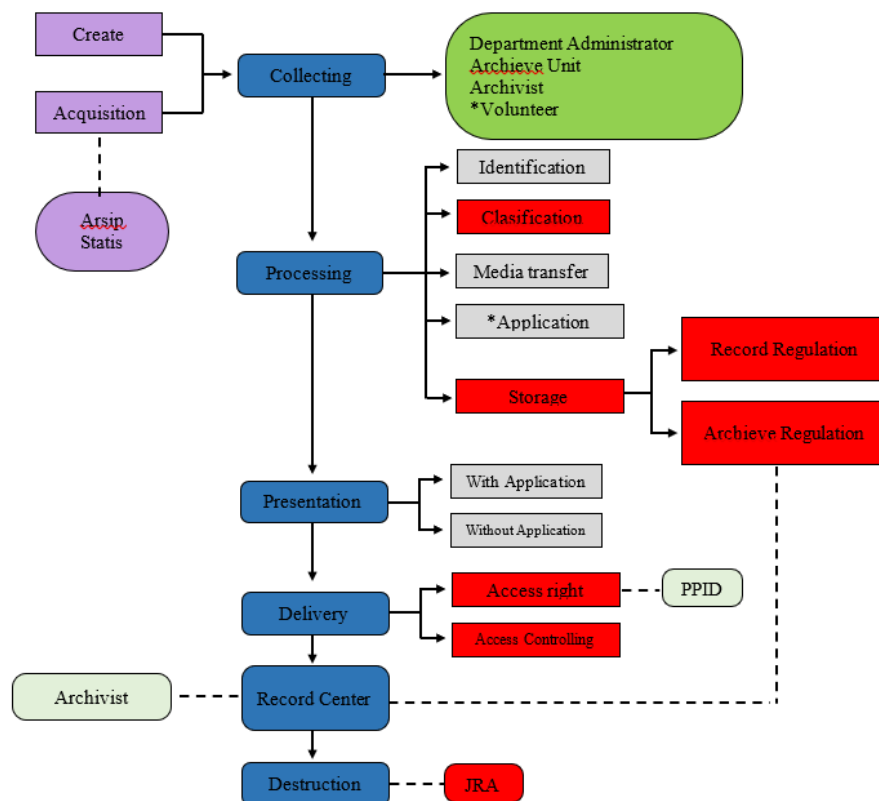 Create
Acquisition
Arsip
Statis
Collecting
Department Administrator
Archieve Unit
Archivist
*Volunteer
Processing
Identification
Clasification
Media transfer
*Application
Storage
Record Regulation
Archieve Regulation
Presentation
With Application
Without Application
Delivery
Access right
PPID
Access Controlling
Archivist
Record Center
Destruction
JRA